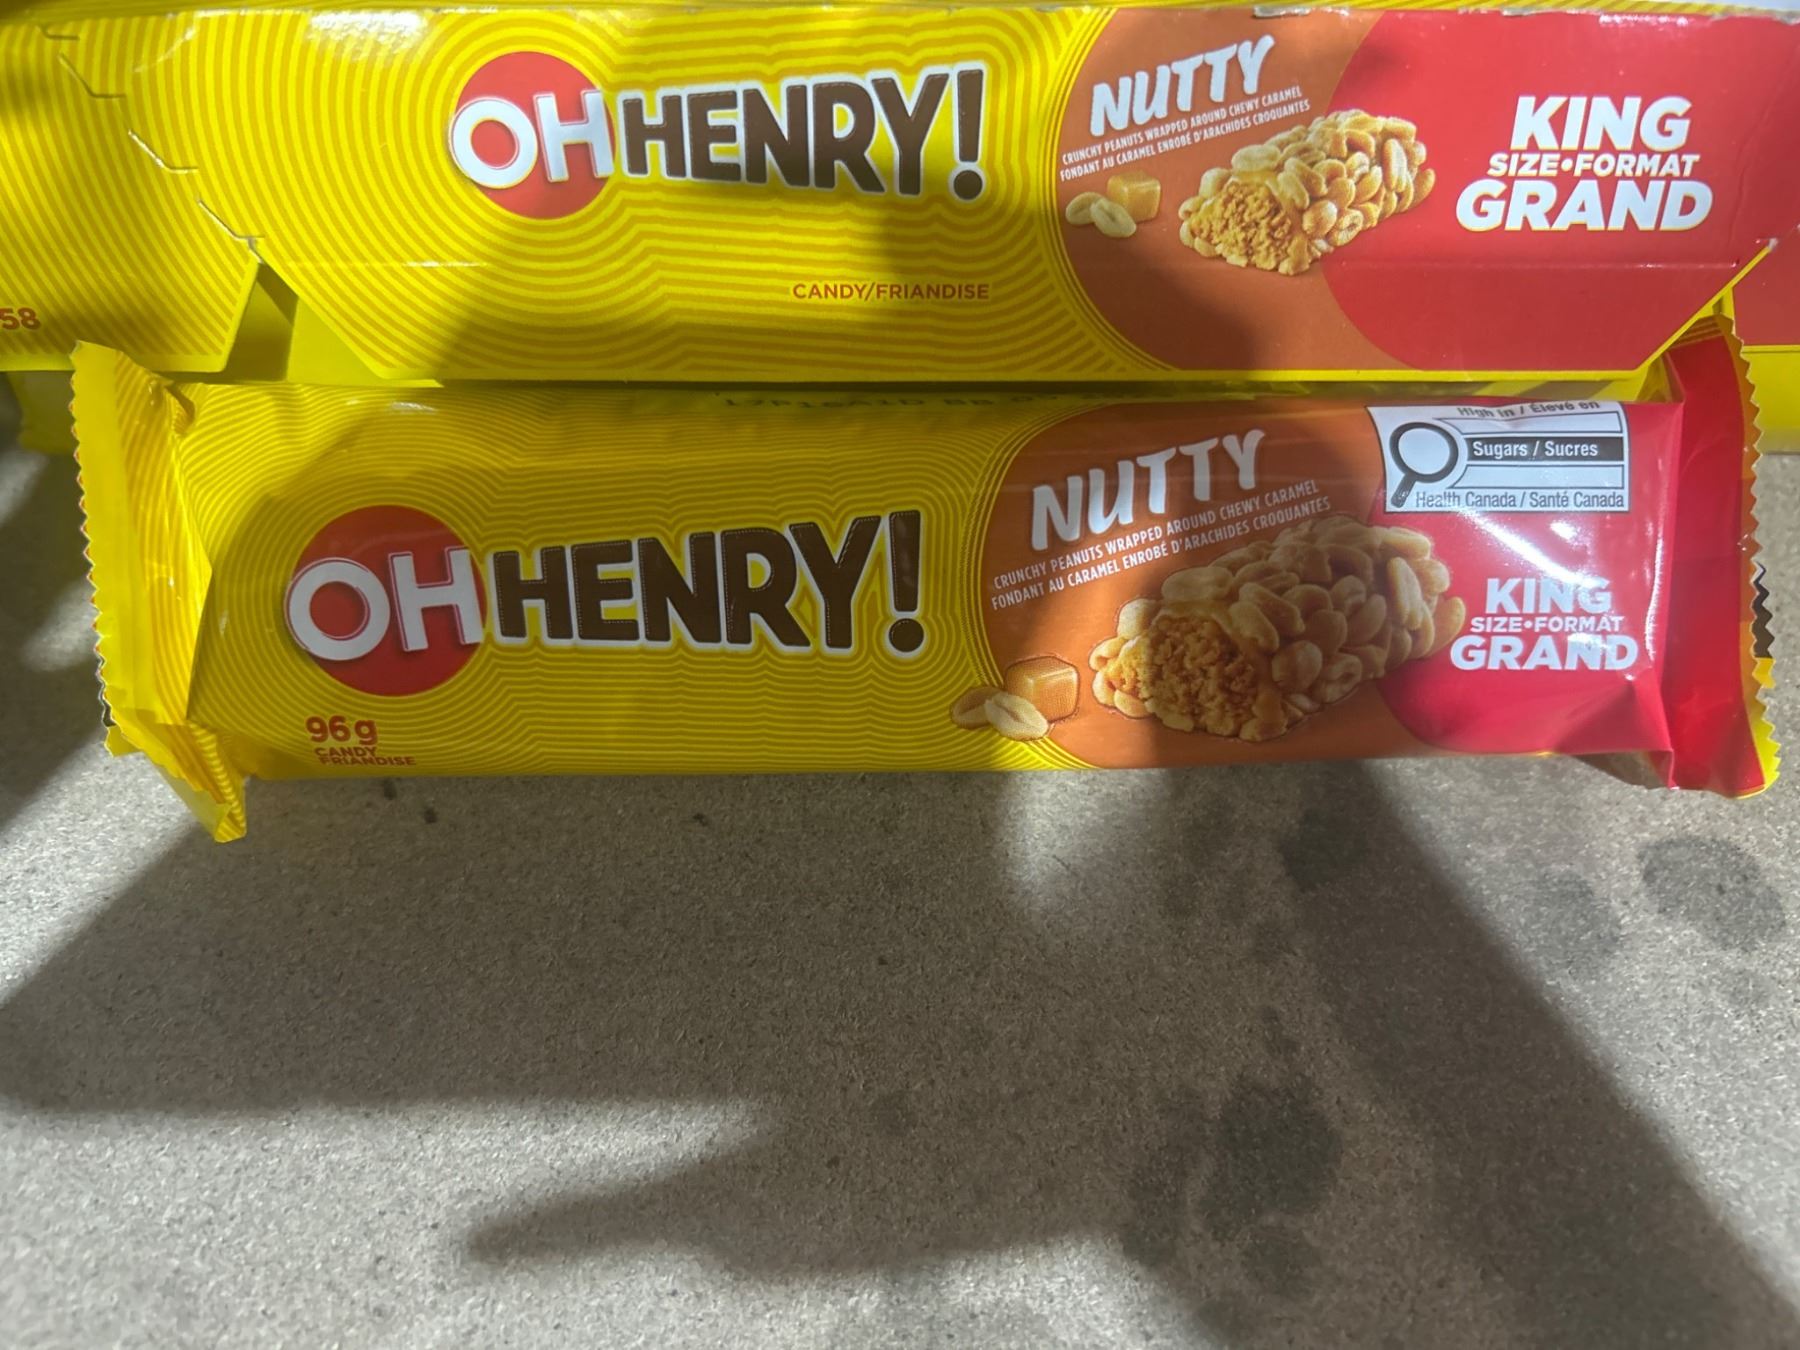 OH HENRY!
NUTTY
CRUNCHY PEANUTS WRAPPED AROUND CHEWY CARAMEL
FONDANT AU CARAMEL ENROBÉ D'ARACHIDES CROQUANTES
KING
SIZE•FORMAT
GRAND
CANDY/FRIANDISE
58
High in / Élevé en
Sugars / Sucres
Health Canada / Santé Canada
OH HENRY!
NUTTY
CRUNCHY PEANUTS WRAPPED AROUND CHEWY CARAMEL
FONDANT AU CARAMEL ENROBÉ D'ARACHIDES CROQUANTES
KING
SIZE•FORMAT
GRAND
96 g
CANDY
FRIANDISE